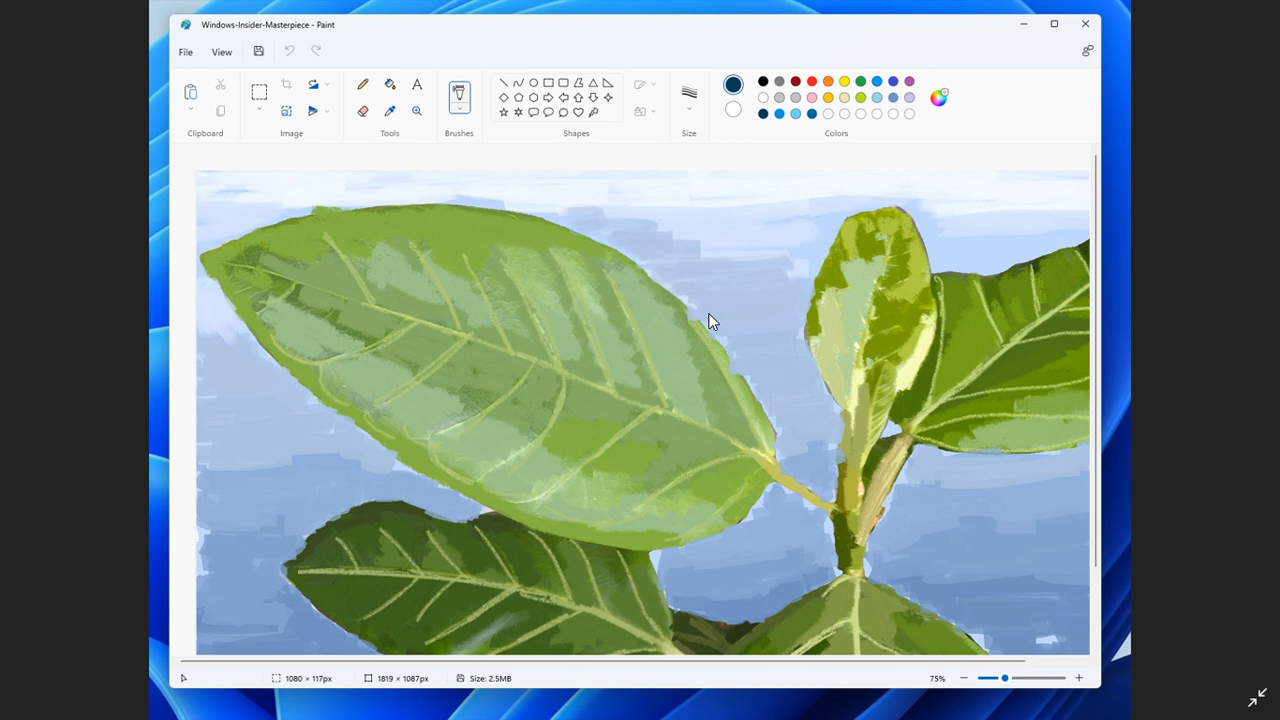 Windows-Insider-Masterpiece - Paint
File View
Clipboard Image Tools Brushes Shapes Size Colors
1080 × 117px 1819 × 1087px Size: 2.5MB 75%